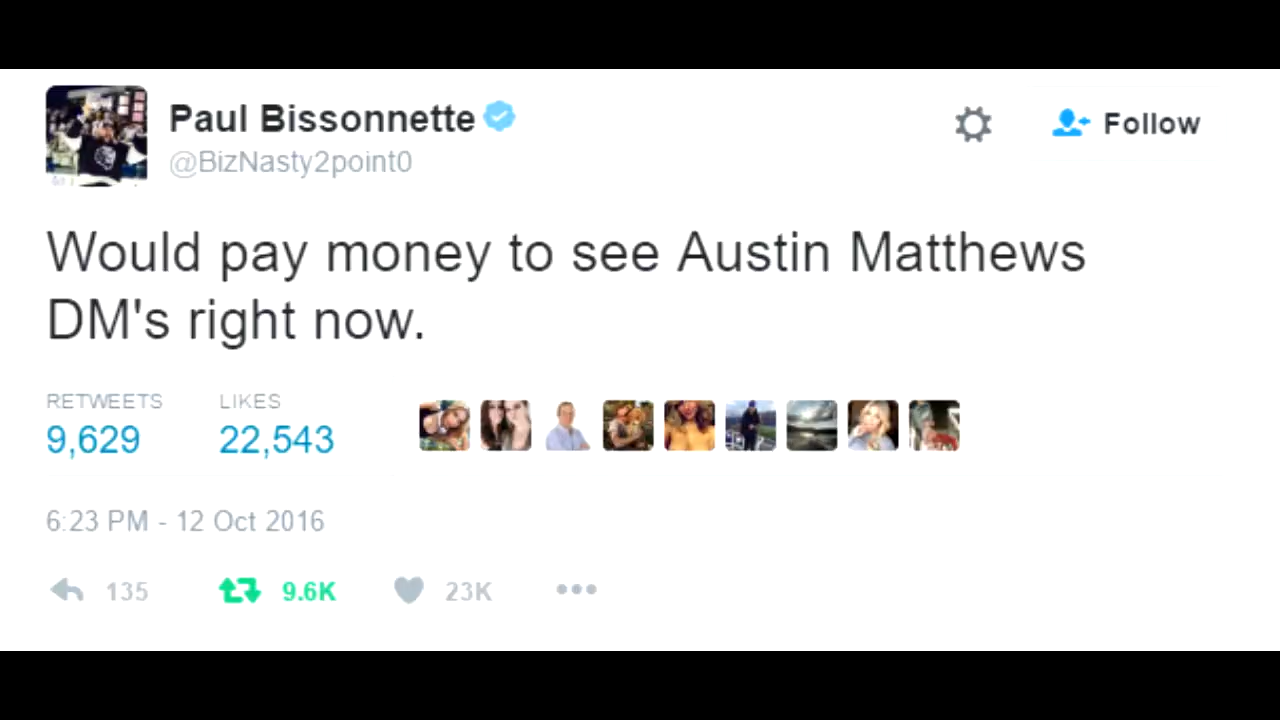 Paul Bissonnette
@BizNasty2point0
Follow
Would pay money to see Austin Matthews
DM's right now.
RETWEETS LIKES
9,629 22,543
6:23 PM - 12 Oct 2016
135 9.6K 23K